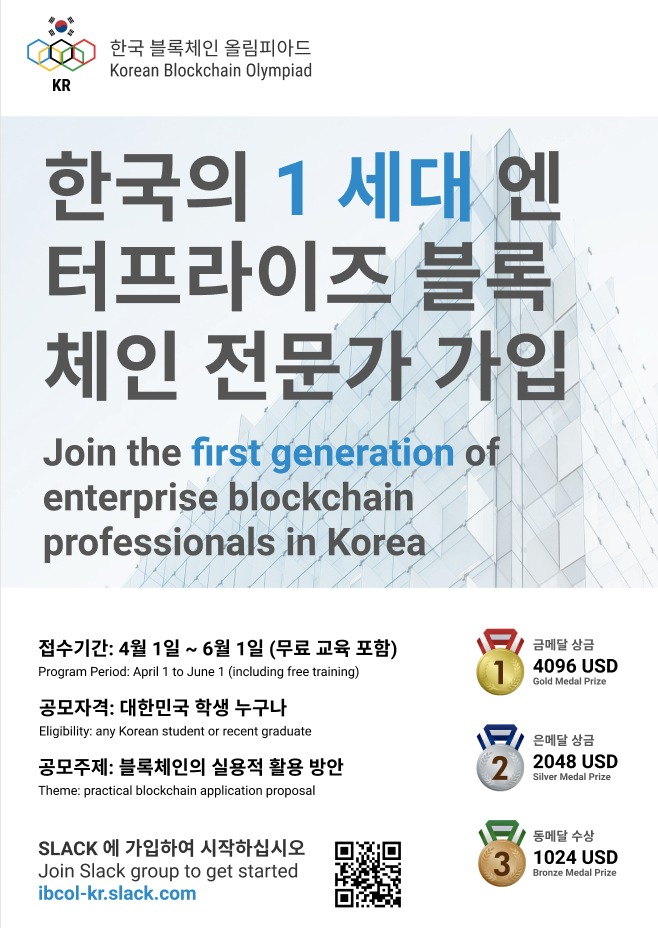 KR
한국 블록체인 올림피아드
Korean Blockchain Olympiad
한국의 1 세대 엔
터프라이즈 블록
체인 전문가 가입
Join the first generation of
enterprise blockchain
professionals in Korea
접수기간: 4월 1일 ~ 6월 1일 (무료 교육 포함)
Program Period: April 1 to June 1 (including free training)
공모자격: 대한민국 학생 누구나
Eligibility: any Korean student or recent graduate
공모주제: 블록체인의 실용적 활용 방안
Theme: practical blockchain application proposal
SLACK 에 가입하여 시작하십시오
Join Slack group to get started
ibcol-kr.slack.com
1
금메달 상금
4096 USD
Gold Medal Prize
2
은메달 상금
2048 USD
Silver Medal Prize
3
동메달 수상
1024 USD
Bronze Medal Prize